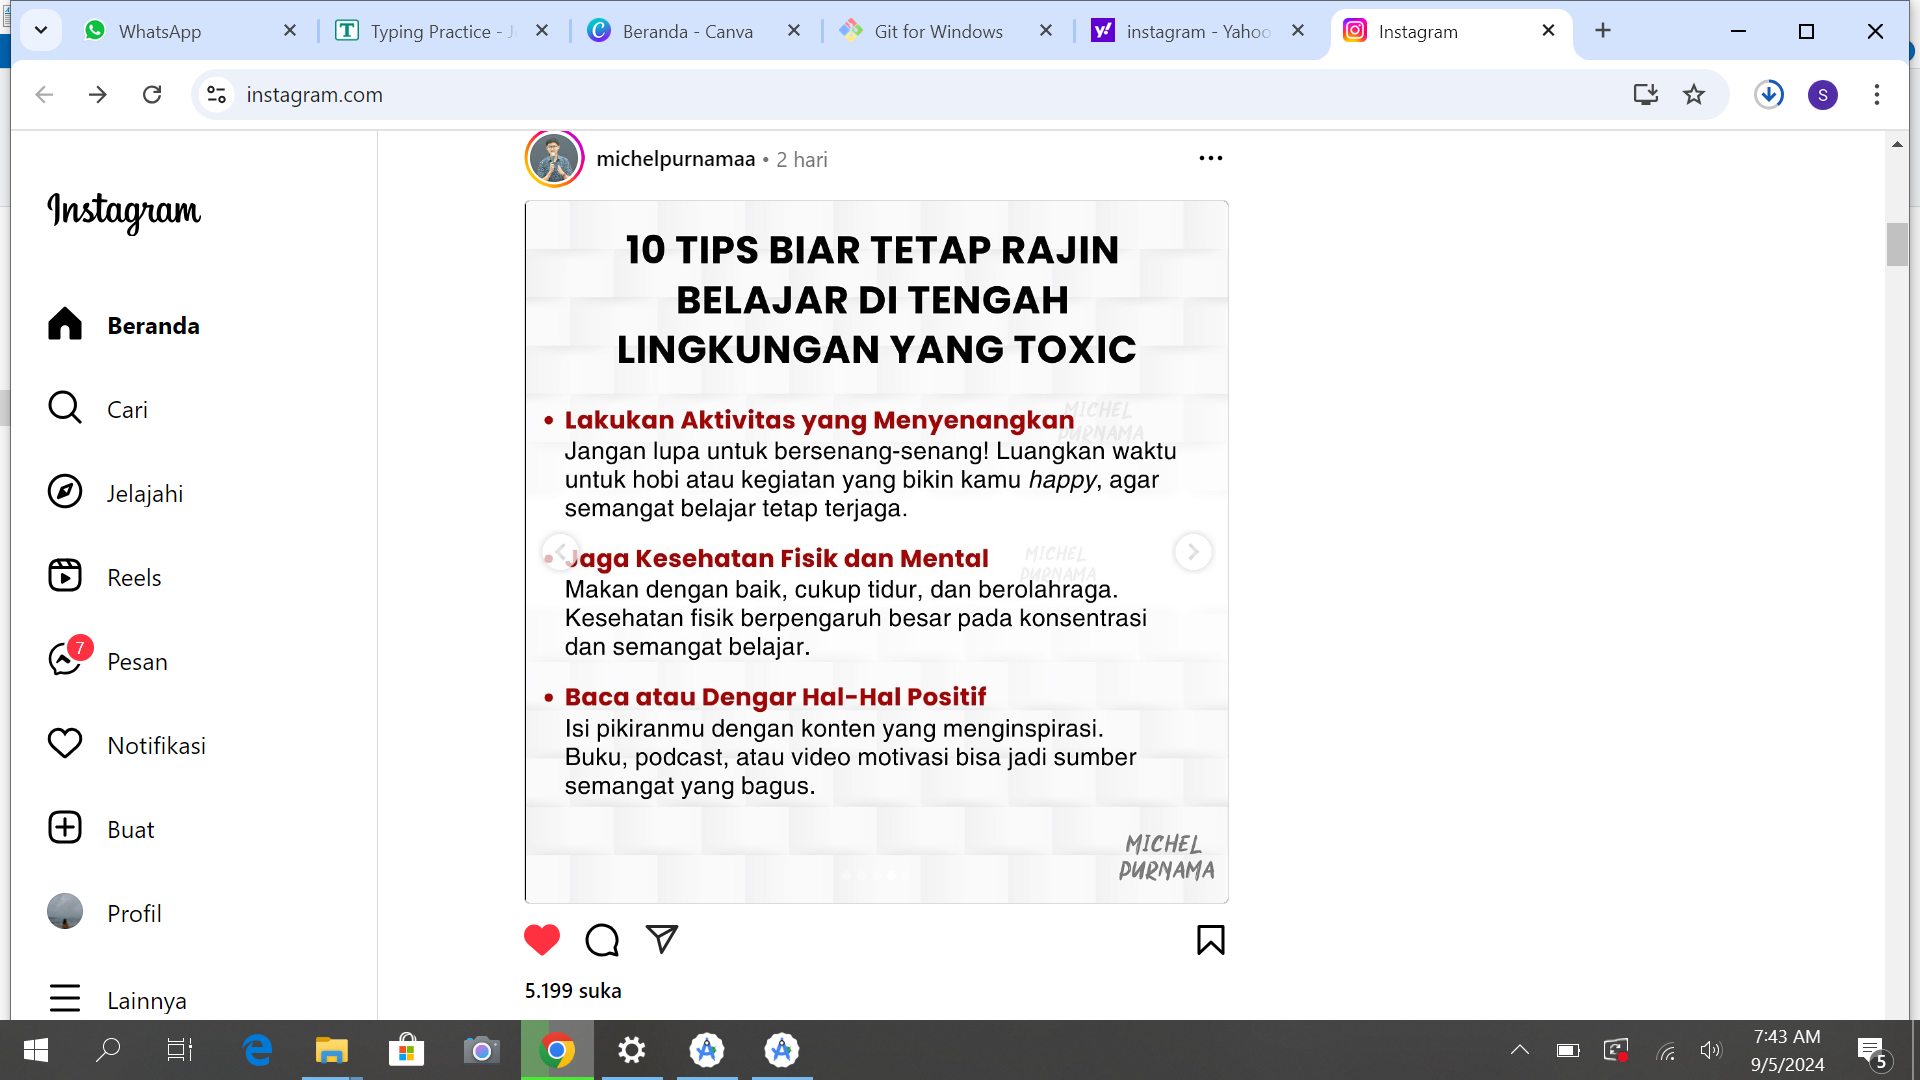 WhatsApp
Typing Practice - J
Beranda - Canva
Git for Windows
instagram - Yahoo
Instagram
instagram.com
S
Instagram
Beranda
Cari
Jelajahi
Reels
7
Pesan
Notifikasi
Buat
Profil
Lainnya
michelpurnamaa • 2 hari
10 TIPS BIAR TETAP RAJIN
BELAJAR DI TENGAH
LINGKUNGAN YANG TOXIC
• Lakukan Aktivitas yang Menyenangkan
Jangan lupa untuk bersenang-senang! Luangkan waktu
untuk hobi atau kegiatan yang bikin kamu happy, agar
semangat belajar tetap terjaga.
• Jaga Kesehatan Fisik dan Mental
Makan dengan baik, cukup tidur, dan berolahraga.
Kesehatan fisik berpengaruh besar pada konsentrasi
dan semangat belajar.
• Baca atau Dengar Hal-Hal Positif
Isi pikiranmu dengan konten yang menginspirasi.
Buku, podcast, atau video motivasi bisa jadi sumber
semangat yang bagus.
MICHEL
PURNAMA
MICHEL
PURNAMA
MICHEL
PURNAMA
5.199 suka
7:43 AM
9/5/2024
5